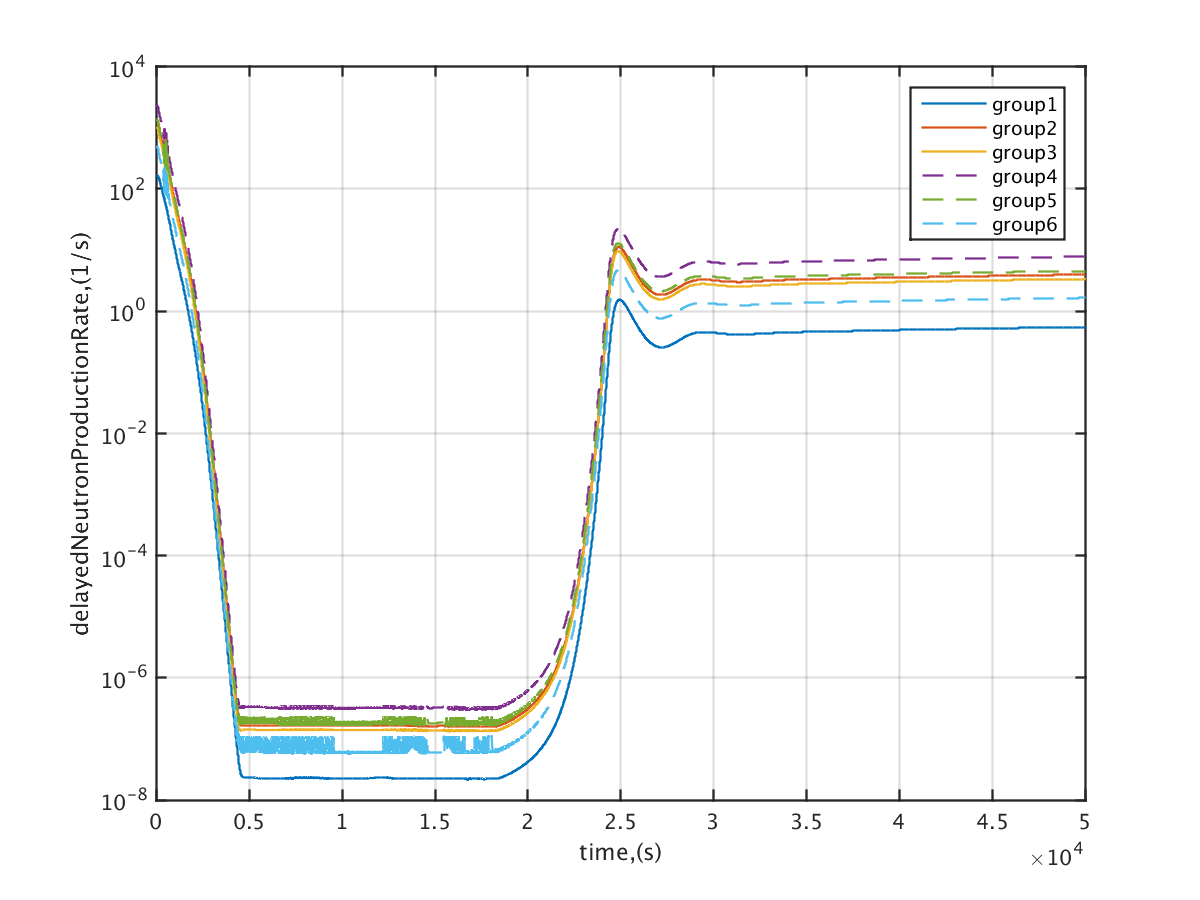 10^4
10^2
10^0
10^-2
10^-4
10^-6
10^-8
delayedNeutronProductionRate,(1/s)
group1
group2
group3
group4
group5
group6
0 0.5 1 1.5 2 2.5 3 3.5 4 4.5 5
time,(s)
×10^4